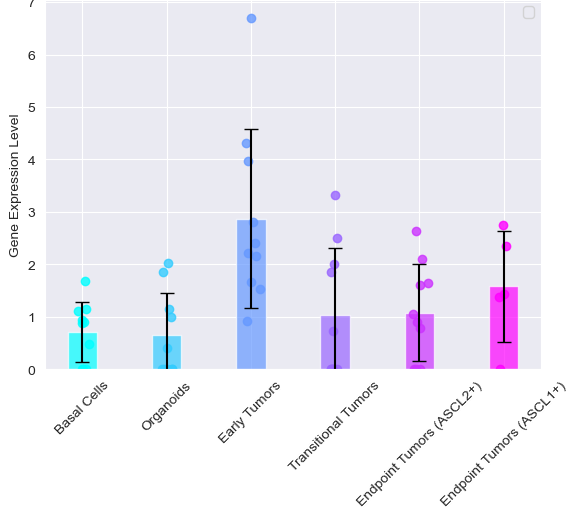 Gene Expression Level
7
6
5
4
3
2
1
0
Basal Cells
Organoids
Early Tumors
Transitional Tumors
Endpoint Tumors (ASCL2+)
Endpoint Tumors (ASCL1+)